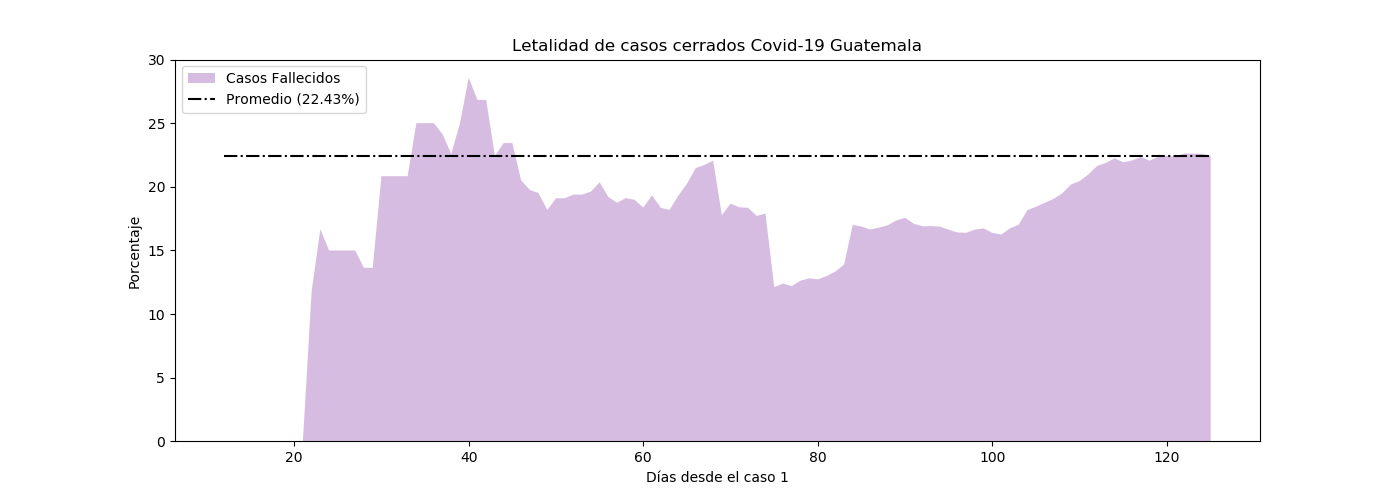 Letalidad de casos cerrados Covid-19 Guatemala
Casos Fallecidos
Promedio (22.43%)
30
25
20
15
10
5
0
Porcentaje
20
40
60
80
100
120
Días desde el caso 1